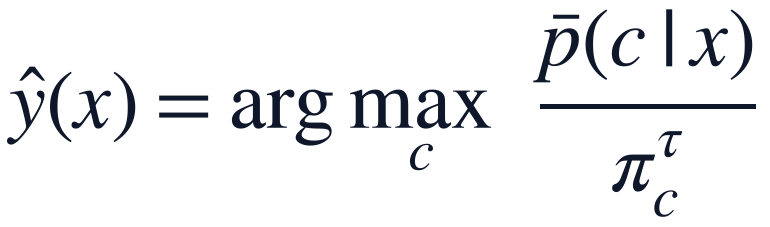 ŷ(x) = arg max_c p̄(c | x) / π_c^τ